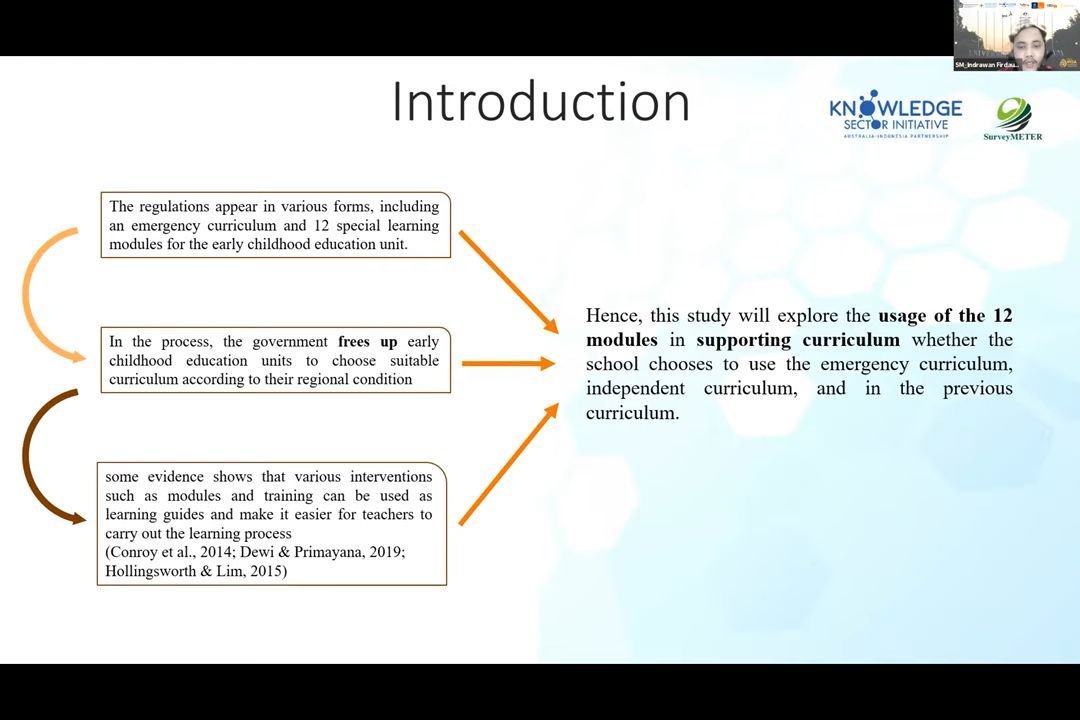 SM_Indrawan Firdau...
Introduction
KNOWLEDGE
SECTOR INITIATIVE
AUSTRALIA-INDONESIA PARTNERSHIP
SurveyMETER
The regulations appear in various forms, including
an emergency curriculum and 12 special learning
modules for the early childhood education unit.
In the process, the government frees up early
childhood education units to choose suitable
curriculum according to their regional condition
some evidence shows that various interventions
such as modules and training can be used as
learning guides and make it easier for teachers to
carry out the learning process
(Conroy et al., 2014; Dewi & Primayana, 2019;
Hollingsworth & Lim, 2015)
Hence, this study will explore the usage of the 12
modules in supporting curriculum whether the
school chooses to use the emergency curriculum,
independent curriculum, and in the previous
curriculum.